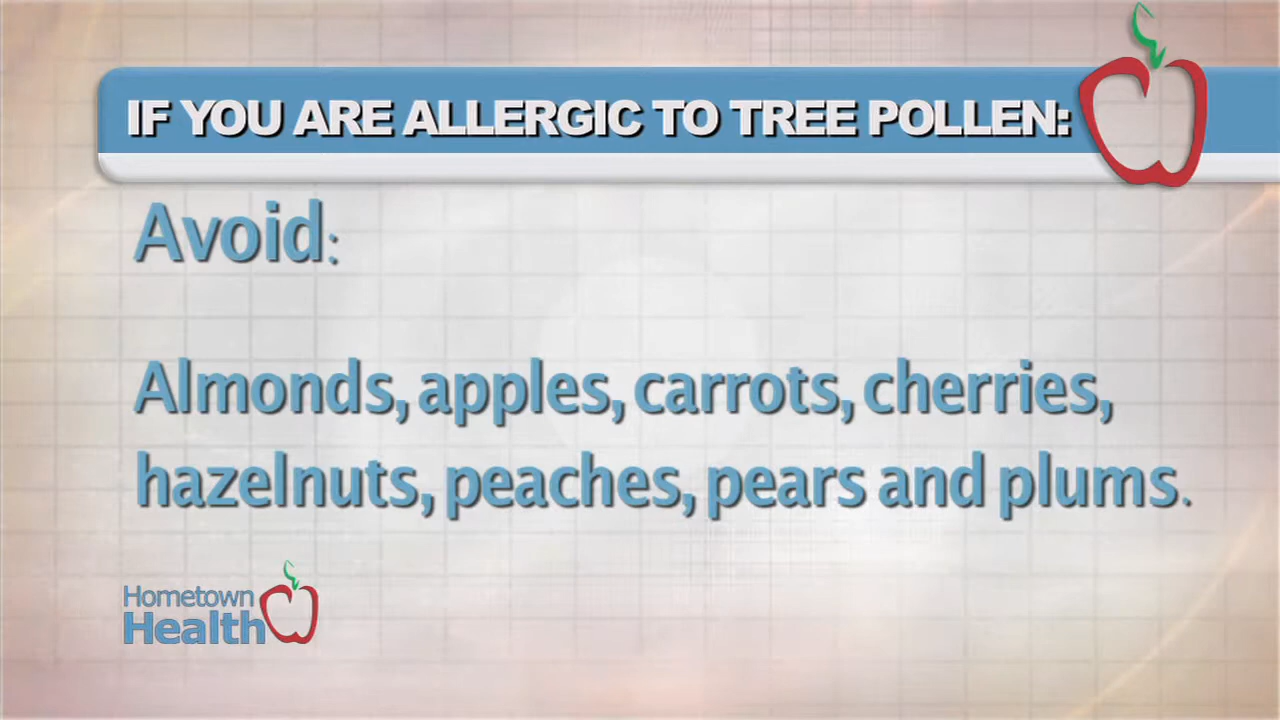 IF YOU ARE ALLERGIC TO TREE POLLEN:
Avoid:
Almonds, apples, carrots, cherries,
hazelnuts, peaches, pears and plums.
Hometown
Health